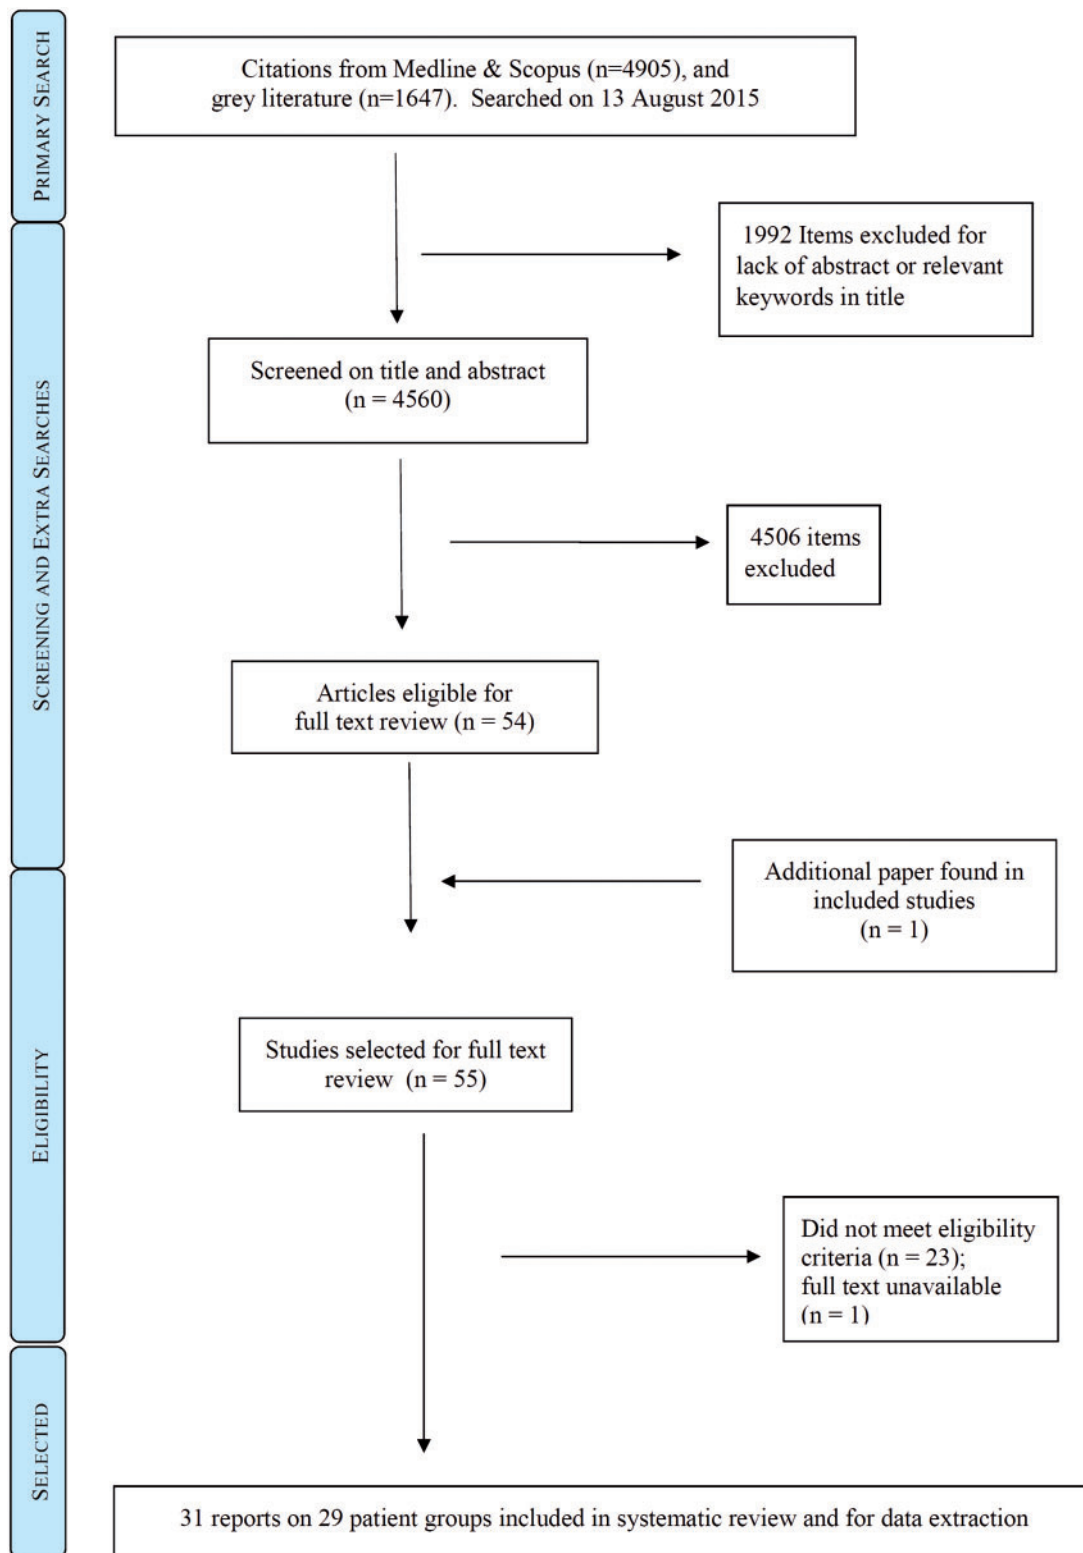 PRIMARY SEARCH
Citations from Medline & Scopus (n=4905), and
grey literature (n=1647).  Searched on 13 August 2015
SCREENING AND EXTRA SEARCHES
1992 Items excluded for
lack of abstract or relevant
keywords in title
Screened on title and abstract
(n = 4560)
4506 items
excluded
Articles eligible for
full text review (n = 54)
ELIGIBILITY
Additional paper found in
included studies
(n = 1)
Studies selected for full text
review  (n = 55)
Did not meet eligibility
criteria (n = 23);
full text unavailable
(n = 1)
SELECTED
31 reports on 29 patient groups included in systematic review and for data extraction